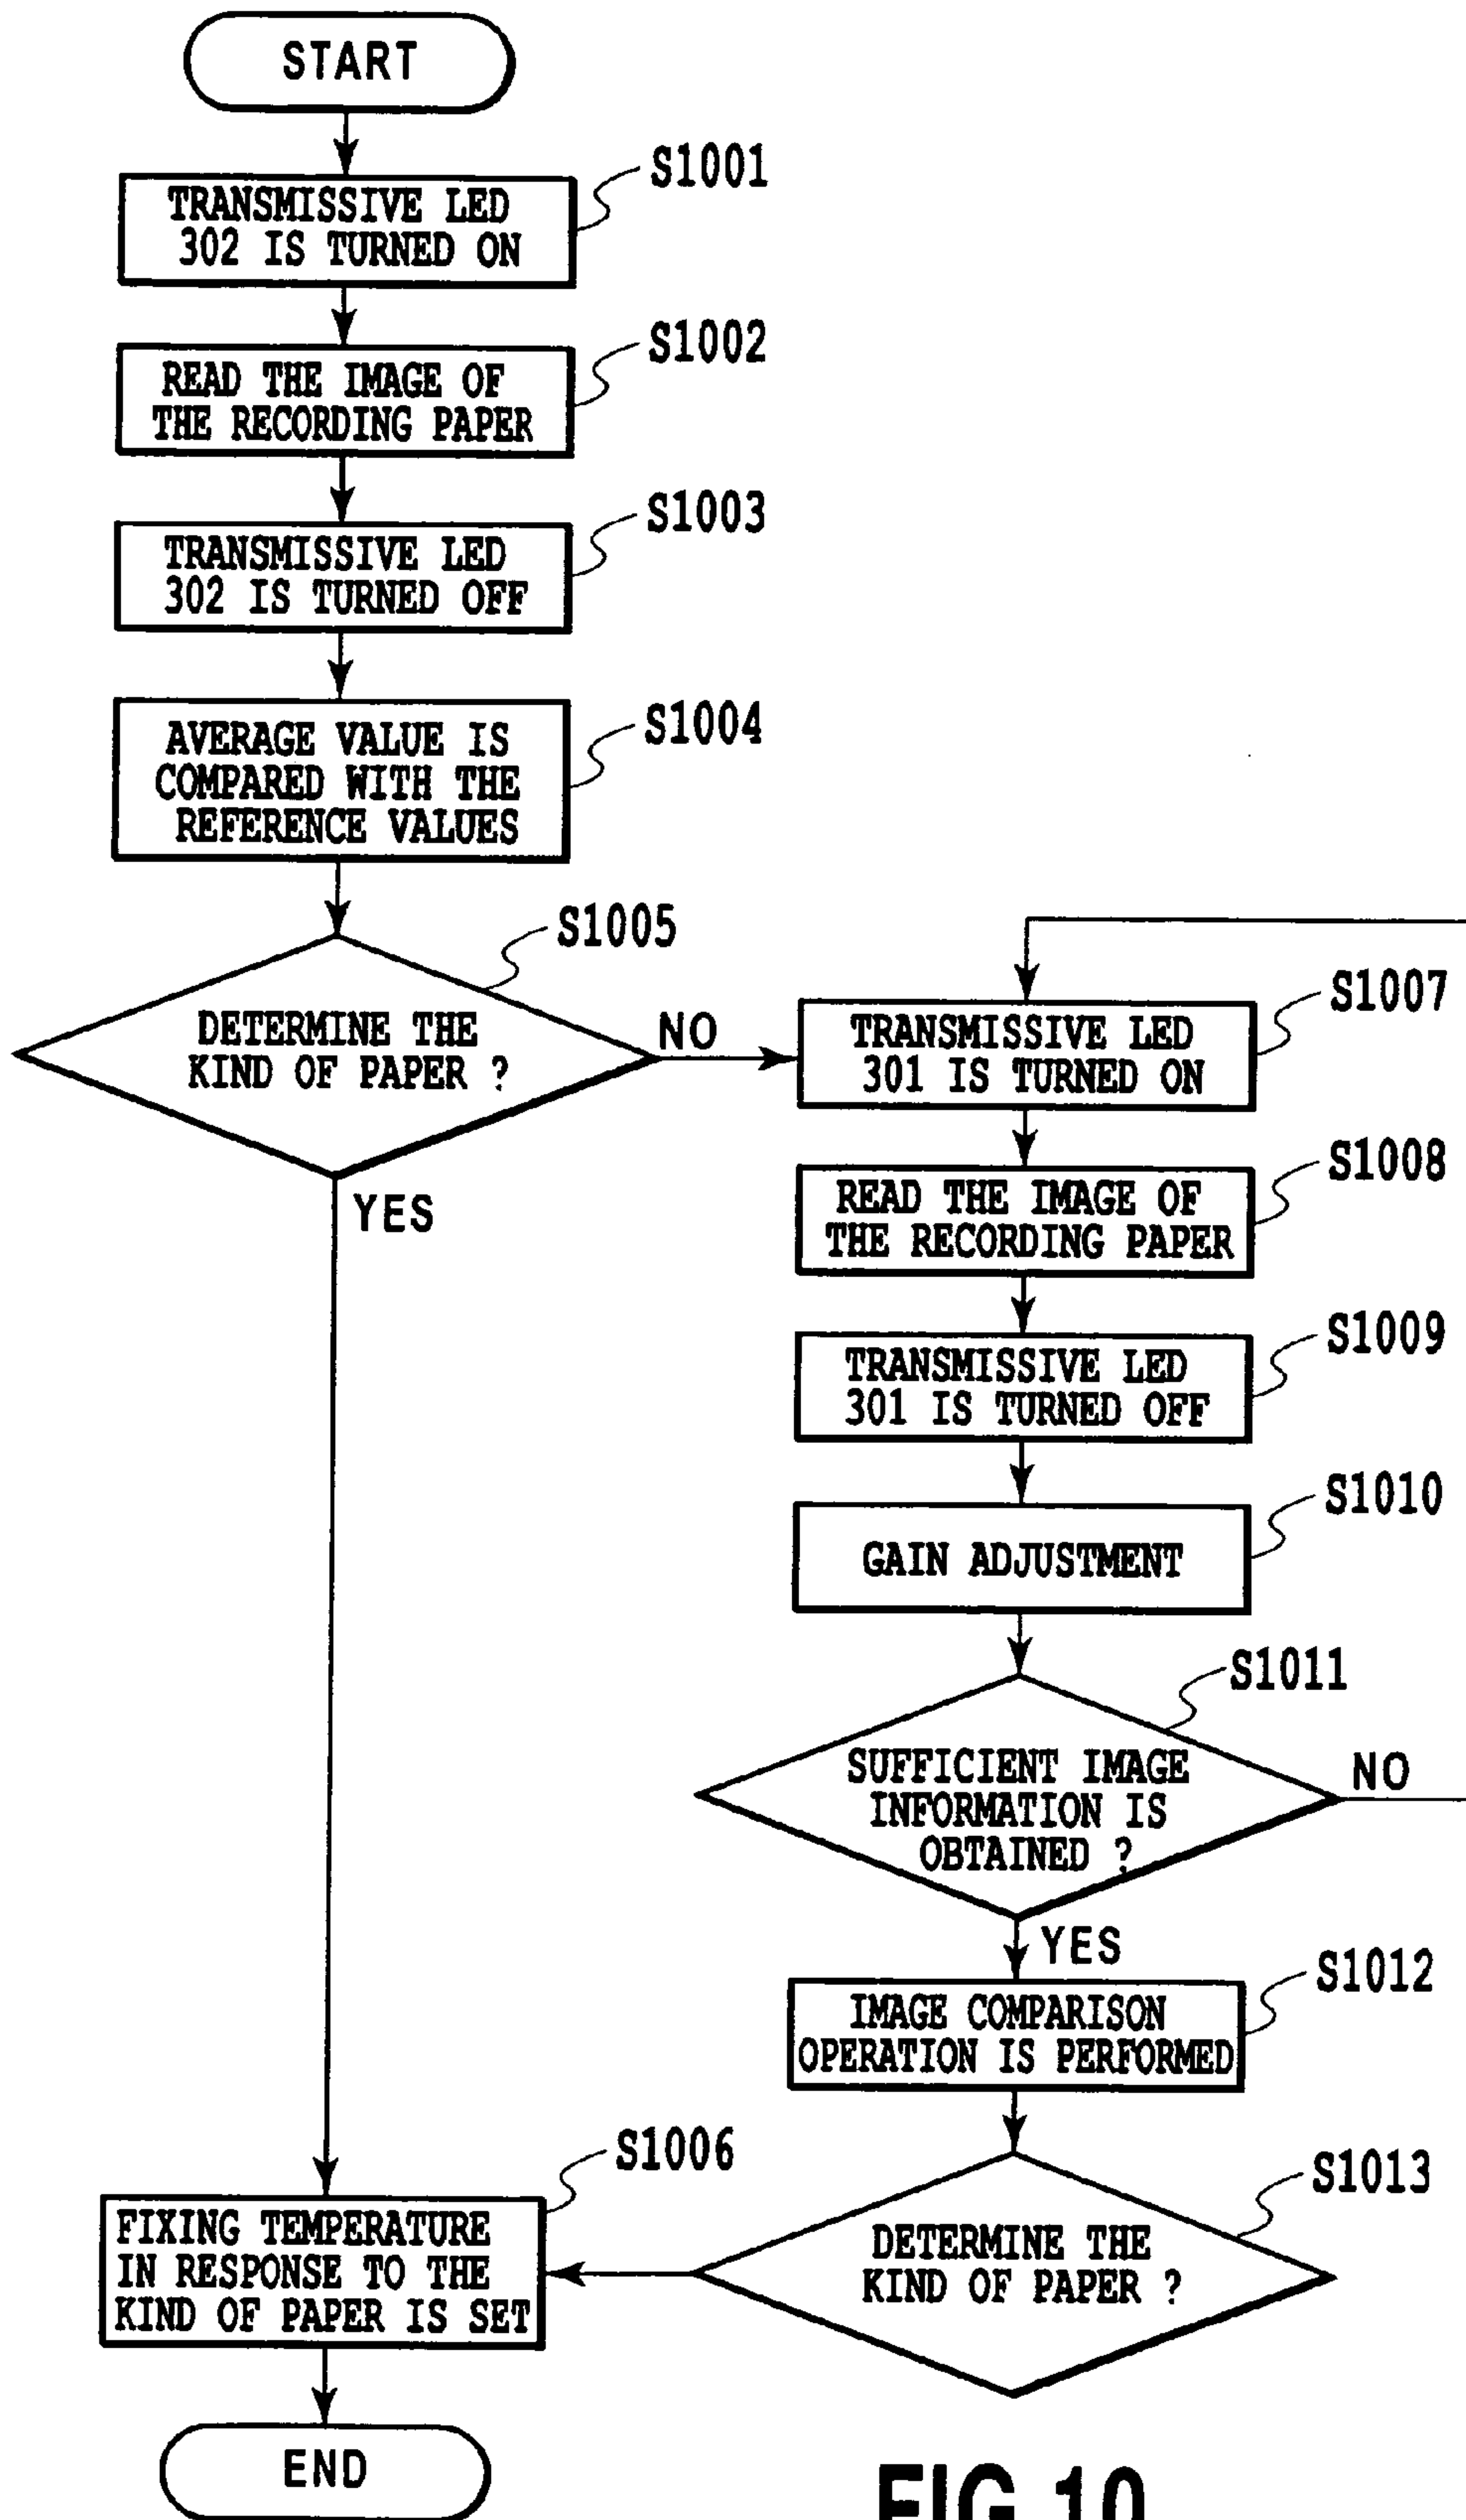 START
S1001
TRANSMISSIVE LED
302 IS TURNED ON
S1002
READ THE IMAGE OF
THE RECORDING PAPER
S1003
TRANSMISSIVE LED
302 IS TURNED OFF
S1004
AVERAGE VALUE IS
COMPARED WITH THE
REFERENCE VALUES
S1005
DETERMINE THE
KIND OF PAPER ?
NO
YES
S1007
TRANSMISSIVE LED
301 IS TURNED ON
S1008
READ THE IMAGE OF
THE RECORDING PAPER
S1009
TRANSMISSIVE LED
301 IS TURNED OFF
S1010
GAIN ADJUSTMENT
S1011
SUFFICIENT IMAGE
INFORMATION IS
OBTAINED ?
NO
YES
S1012
IMAGE COMPARISON
OPERATION IS PERFORMED
S1013
DETERMINE THE
KIND OF PAPER ?
S1006
FIXING TEMPERATURE
IN RESPONSE TO THE
KIND OF PAPER IS SET
END
FIG.10